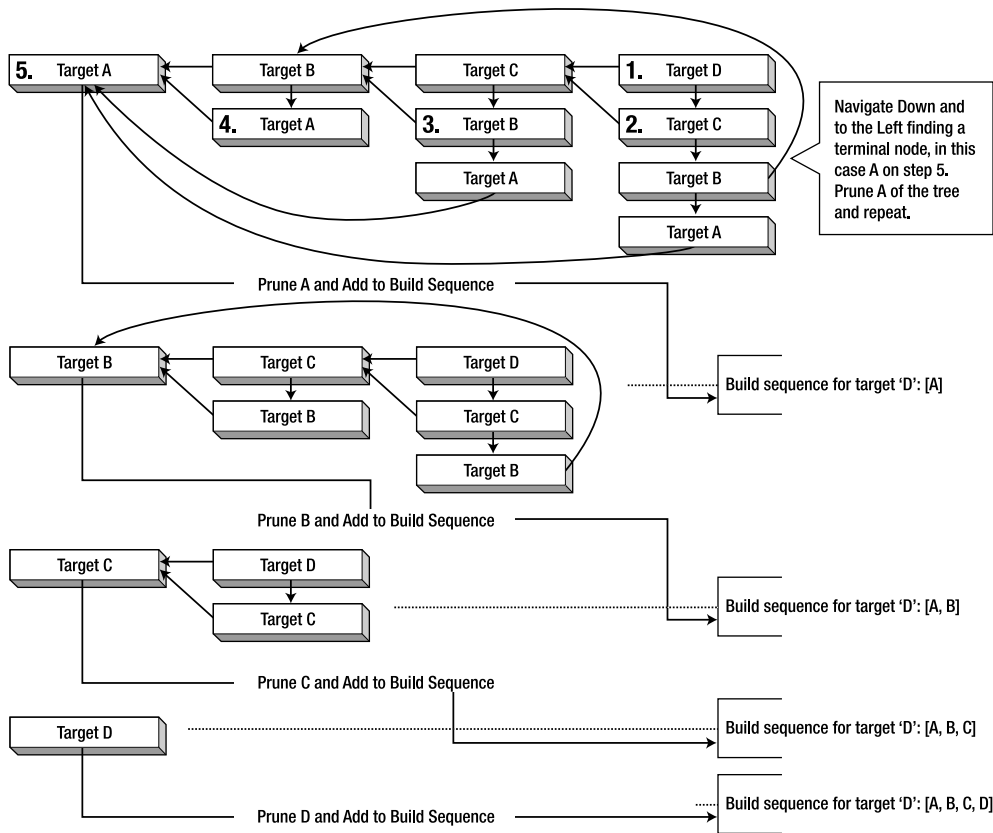 5. Target A
Target B
Target C
1. Target D
4. Target A
3. Target B
2. Target C
Target A
Target B
Target A
Navigate Down and
to the Left finding a
terminal node, in this
case A on step 5.
Prune A of the tree
and repeat.
Prune A and Add to Build Sequence
Target B
Target C
Target D
Build sequence for target ‘D’: [A]
Target B
Target C
Target B
Prune B and Add to Build Sequence
Target C
Target D
Target C
Build sequence for target ‘D’: [A, B]
Prune C and Add to Build Sequence
Target D
Build sequence for target ‘D’: [A, B, C]
Build sequence for target ‘D’: [A, B, C, D]
Prune D and Add to Build Sequence